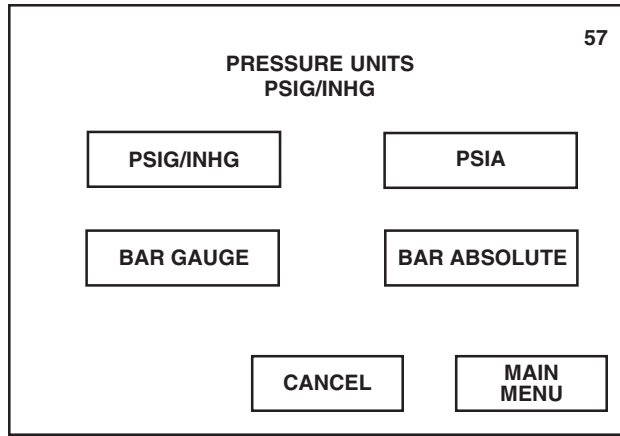 57
PRESSURE UNITS
PSIG/INHG
PSIG/INHG
PSIA
BAR GAUGE
BAR ABSOLUTE
CANCEL
MAIN
MENU